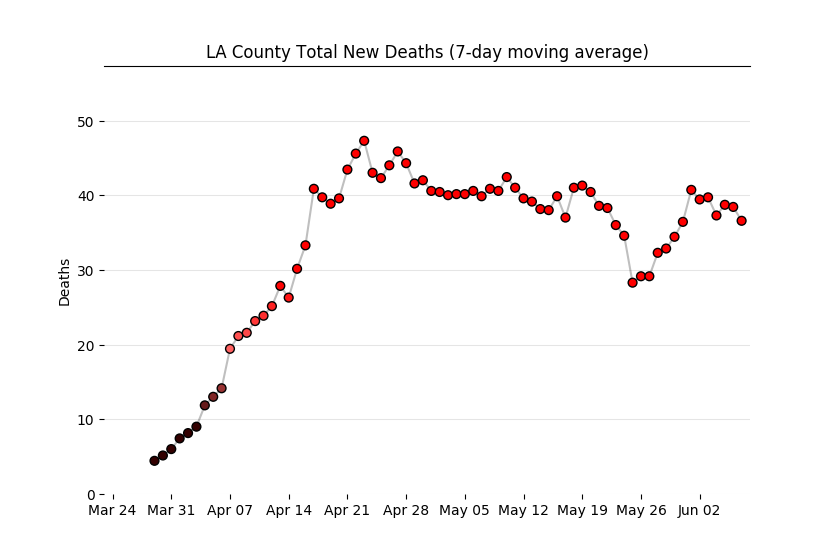 LA County Total New Deaths (7-day moving average)
Deaths
50
40
30
20
10
0
Mar 24 Mar 31 Apr 07 Apr 14 Apr 21 Apr 28 May 05 May 12 May 19 May 26 Jun 02